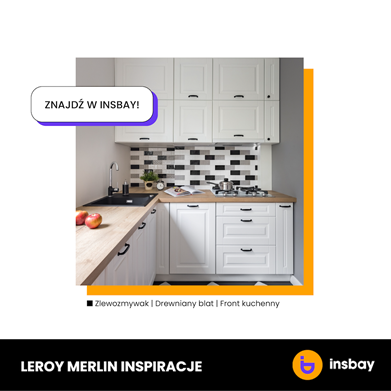 ZNAJDŹ W INSBAY!
Zlewozmywak | Drewniany blat | Front kuchenny
LEROY MERLIN INSPIRACJE
insbay